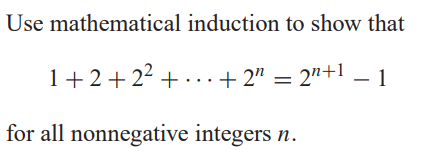 Use mathematical induction to show that
1 + 2 + 2² + ··· + 2ⁿ = 2ⁿ⁺¹ − 1
for all nonnegative integers n.